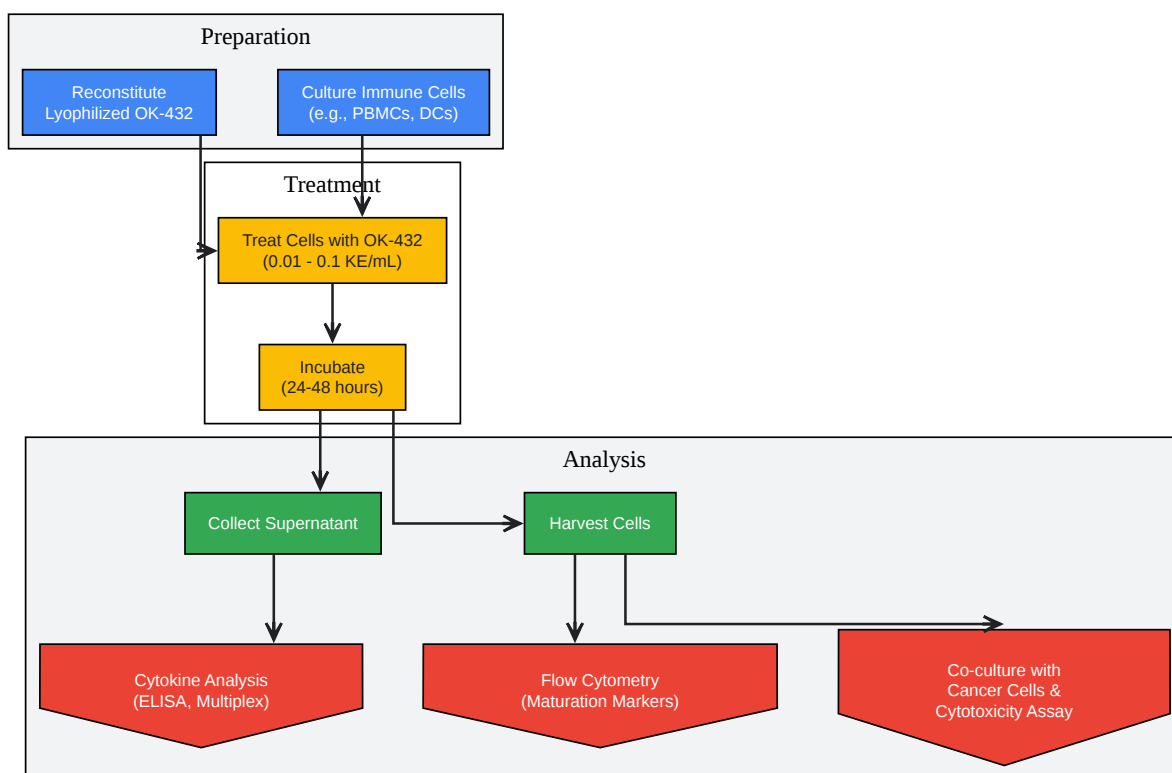 Preparation
Reconstitute
Lyophilized OK-432
Culture Immune Cells
(e.g., PBMCs, DCs)
Treatment
Treat Cells with OK-432
(0.01 - 0.1 KE/mL)
Incubate
(24-48 hours)
Analysis
Collect Supernatant
Harvest Cells
Cytokine Analysis
(ELISA, Multiplex)
Flow Cytometry
(Maturation Markers)
Co-culture with
Cancer Cells &
Cytotoxicity Assay